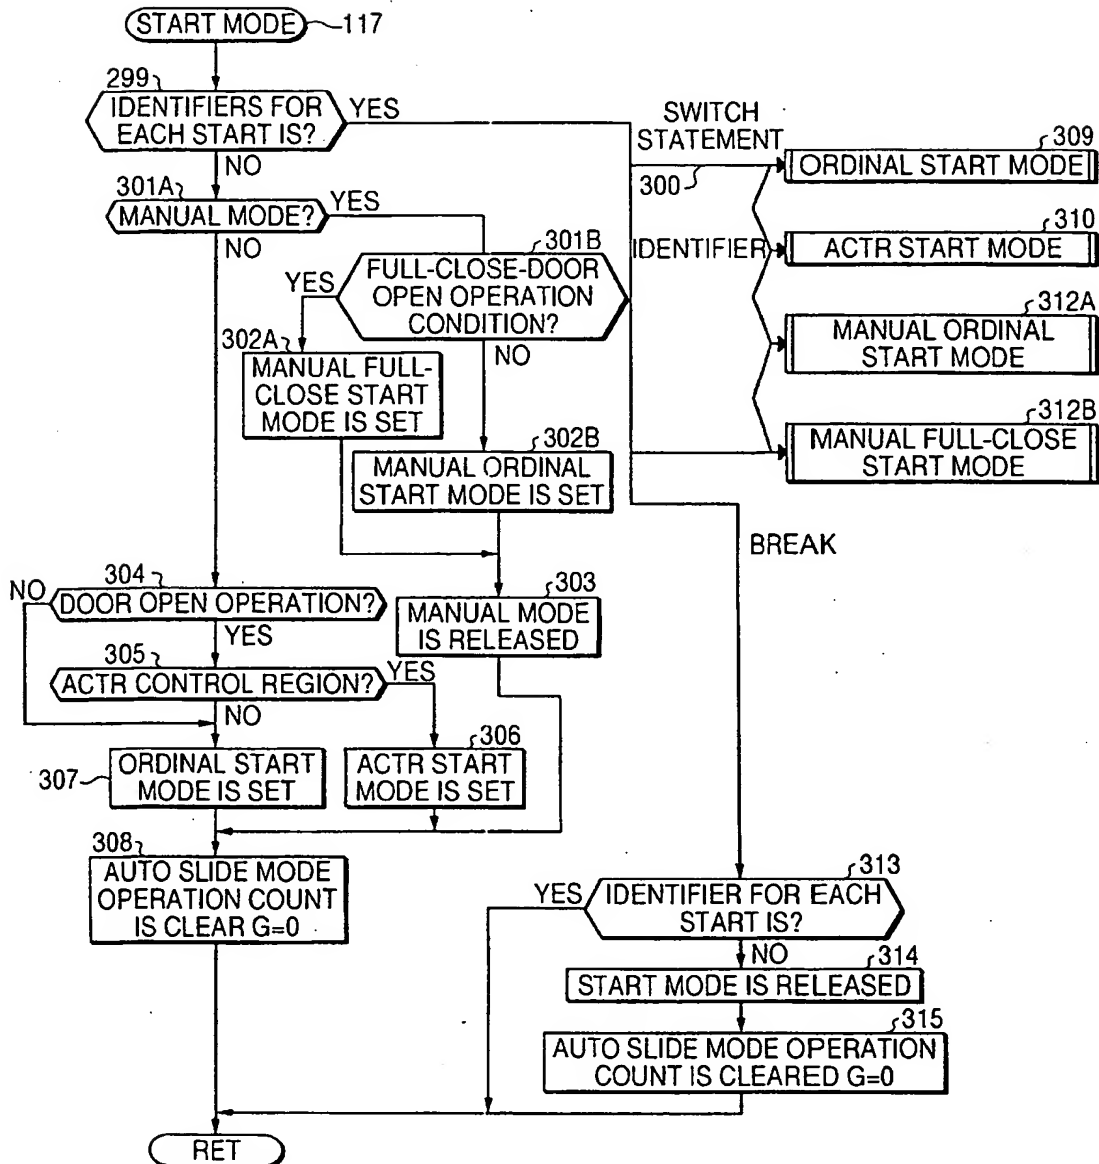 START MODE
117
299
IDENTIFIERS FOR
EACH START IS?
YES
NO
SWITCH
STATEMENT
300
309
ORDINAL START MODE
301A
MANUAL MODE?
YES
NO
IDENTIFIER
310
ACTR START MODE
301B
FULL-CLOSE-DOOR
OPEN OPERATION
CONDITION?
YES
NO
312A
MANUAL ORDINAL
START MODE
302A
MANUAL FULL-
CLOSE START
MODE IS SET
312B
MANUAL FULL-CLOSE
START MODE
302B
MANUAL ORDINAL
START MODE IS SET
BREAK
304
NO
DOOR OPEN OPERATION?
YES
303
MANUAL MODE
IS RELEASED
305
ACTR CONTROL REGION?
YES
NO
307
ORDINAL START
MODE IS SET
306
ACTR START
MODE IS SET
308
AUTO SLIDE MODE
OPERATION COUNT
IS CLEAR G=0
313
YES
IDENTIFIER FOR EACH
START IS?
NO
314
START MODE IS RELEASED
315
AUTO SLIDE MODE OPERATION
COUNT IS CLEARED G=0
RET